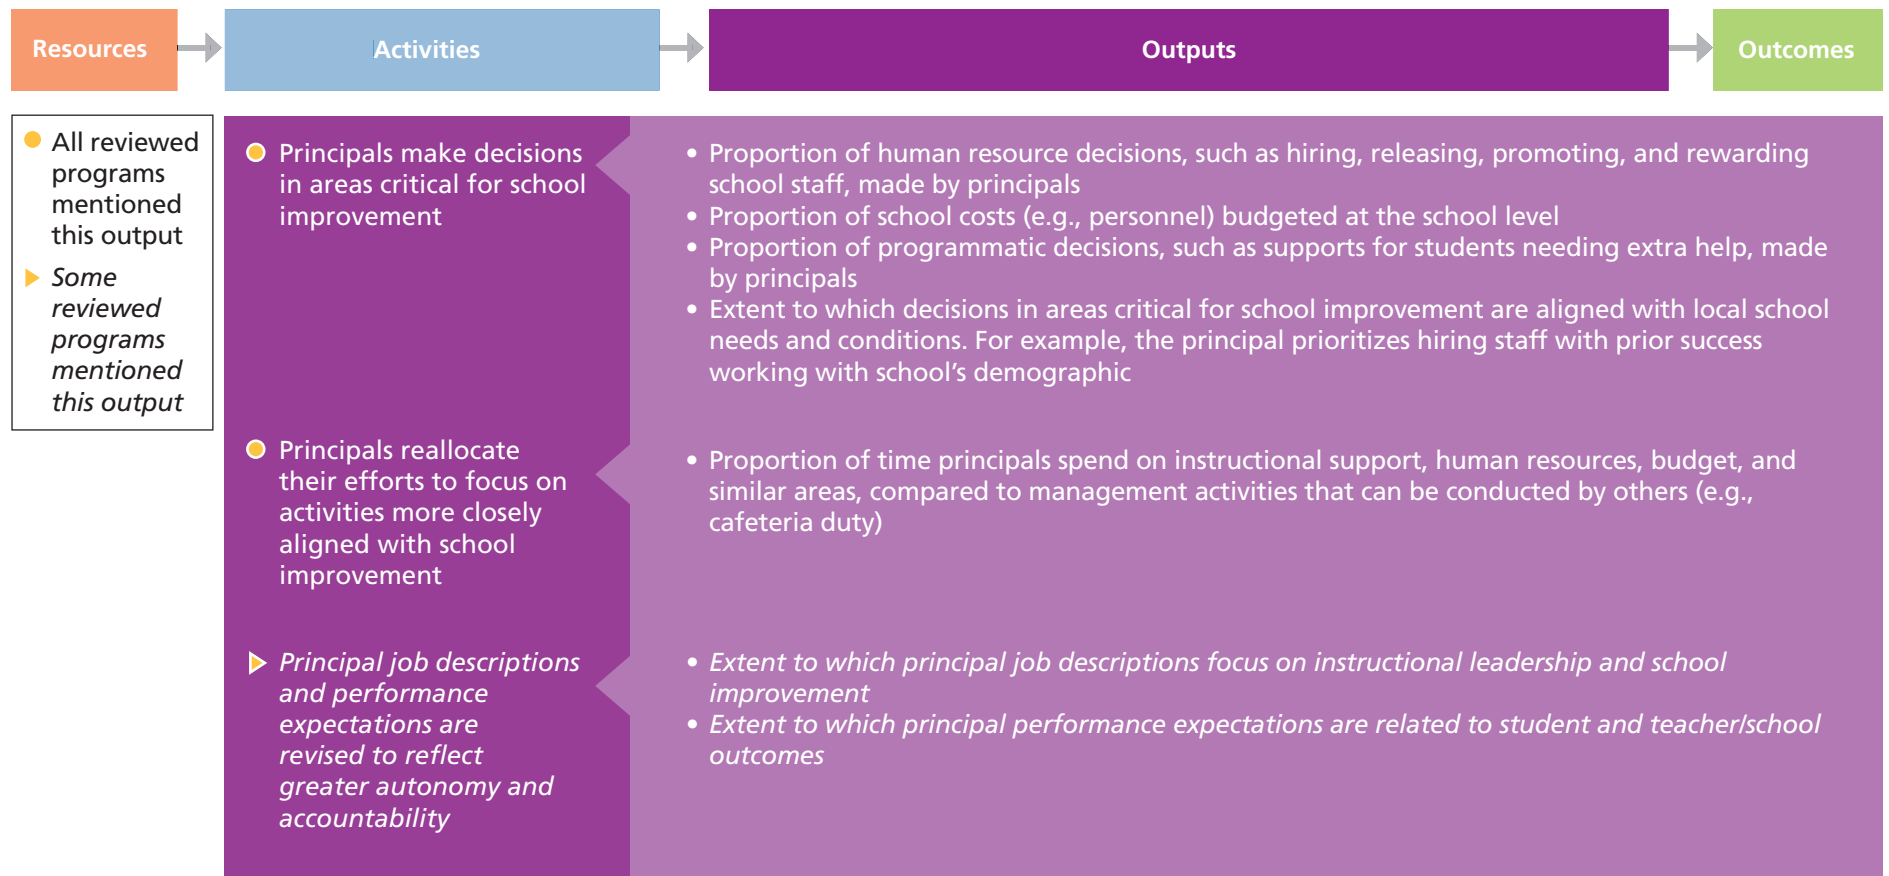 Resources
Activities
Outputs
Outcomes
All reviewed
programs
mentioned
this output
Some
reviewed
programs
mentioned
this output
Principals make decisions
in areas critical for school
improvement
• Proportion of human resource decisions, such as hiring, releasing, promoting, and rewarding
school staff, made by principals
• Proportion of school costs (e.g., personnel) budgeted at the school level
• Proportion of programmatic decisions, such as supports for students needing extra help, made
by principals
• Extent to which decisions in areas critical for school improvement are aligned with local school
needs and conditions. For example, the principal prioritizes hiring staff with prior success
working with school’s demographic
Principals reallocate
their efforts to focus on
activities more closely
aligned with school
improvement
• Proportion of time principals spend on instructional support, human resources, budget, and
similar areas, compared to management activities that can be conducted by others (e.g.,
cafeteria duty)
Principal job descriptions
and performance
expectations are
revised to reflect
greater autonomy and
accountability
• Extent to which principal job descriptions focus on instructional leadership and school
improvement
• Extent to which principal performance expectations are related to student and teacher/school
outcomes